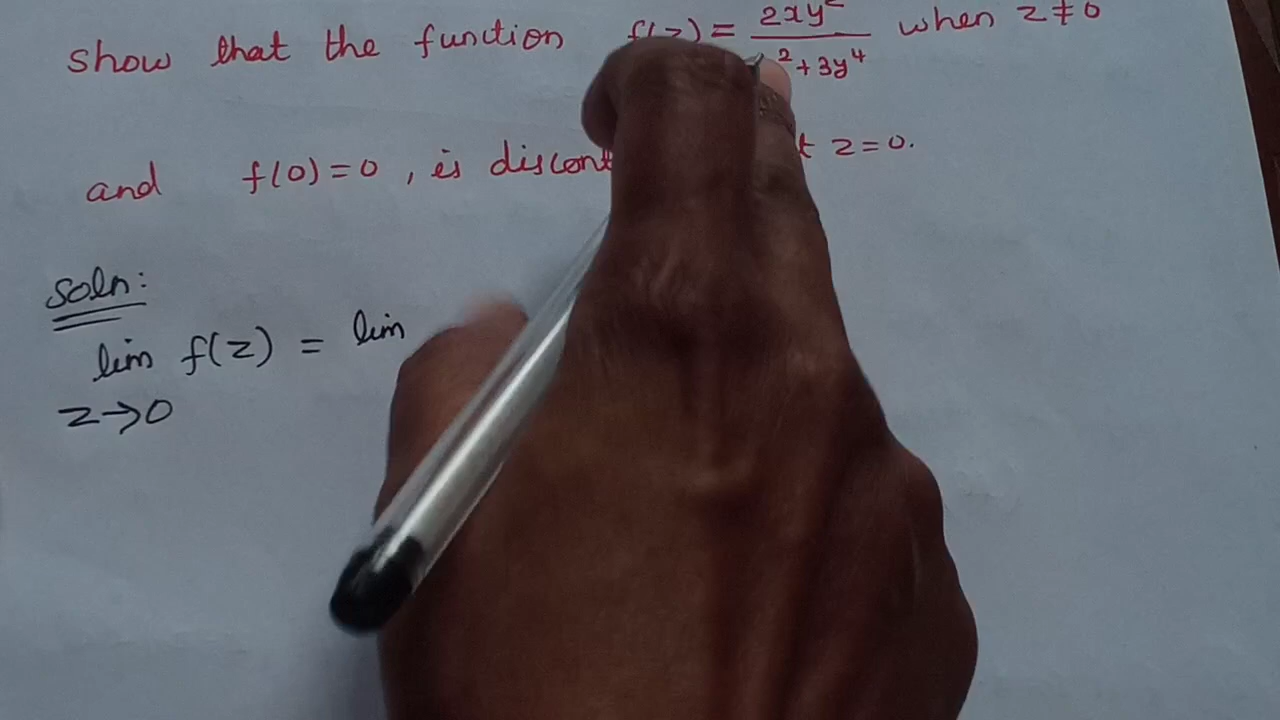 show that the function f(z) = 2xy² / ²+3y⁴ when z≠0
and f(0)=0, is discont t z=0.
Soln:
lim f(z) = lim
z→0